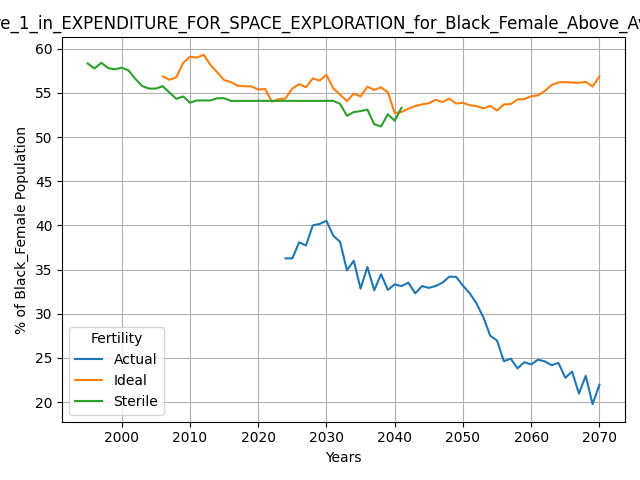 _1_in_EXPENDITURE_FOR_SPACE_EXPLORATION_for_Black_Female_Above_
60
55
50
45
40
35
30
25
20
% of Black_Female Population
Fertility
Actual
Ideal
Sterile
2000 2010 2020 2030 2040 2050 2060 2070
Years